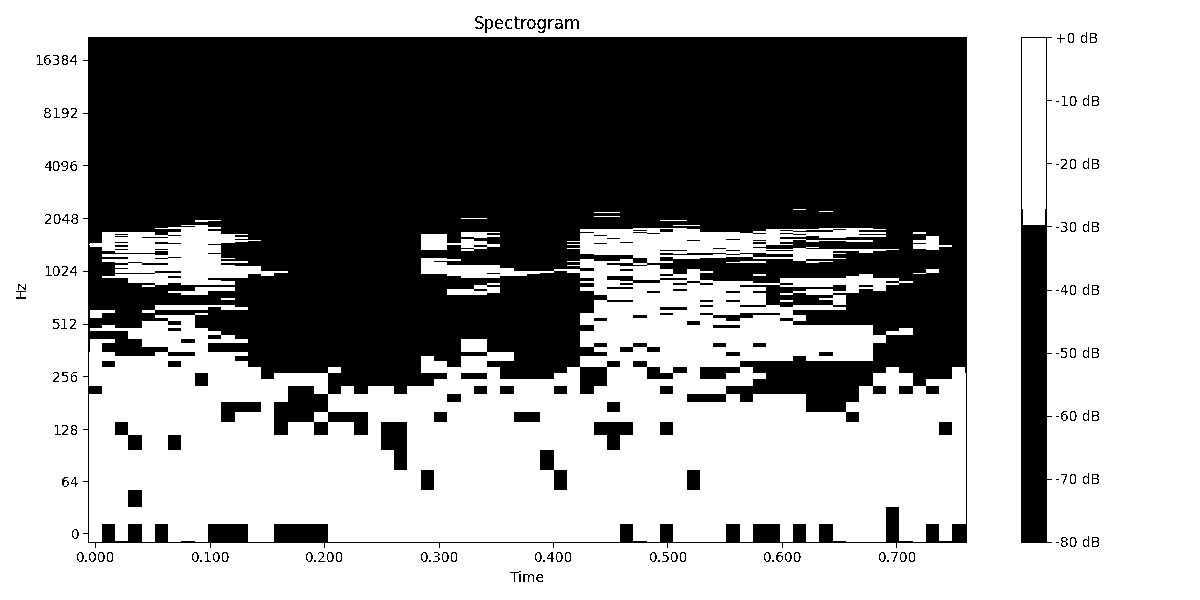 Spectrogram
16384
8192
4096
2048
1024
512
256
128
64
0
Hz
0.000 0.100 0.200 0.300 0.400 0.500 0.600 0.700
Time
+0 dB
-10 dB
-20 dB
-30 dB
-40 dB
-50 dB
-60 dB
-70 dB
-80 dB